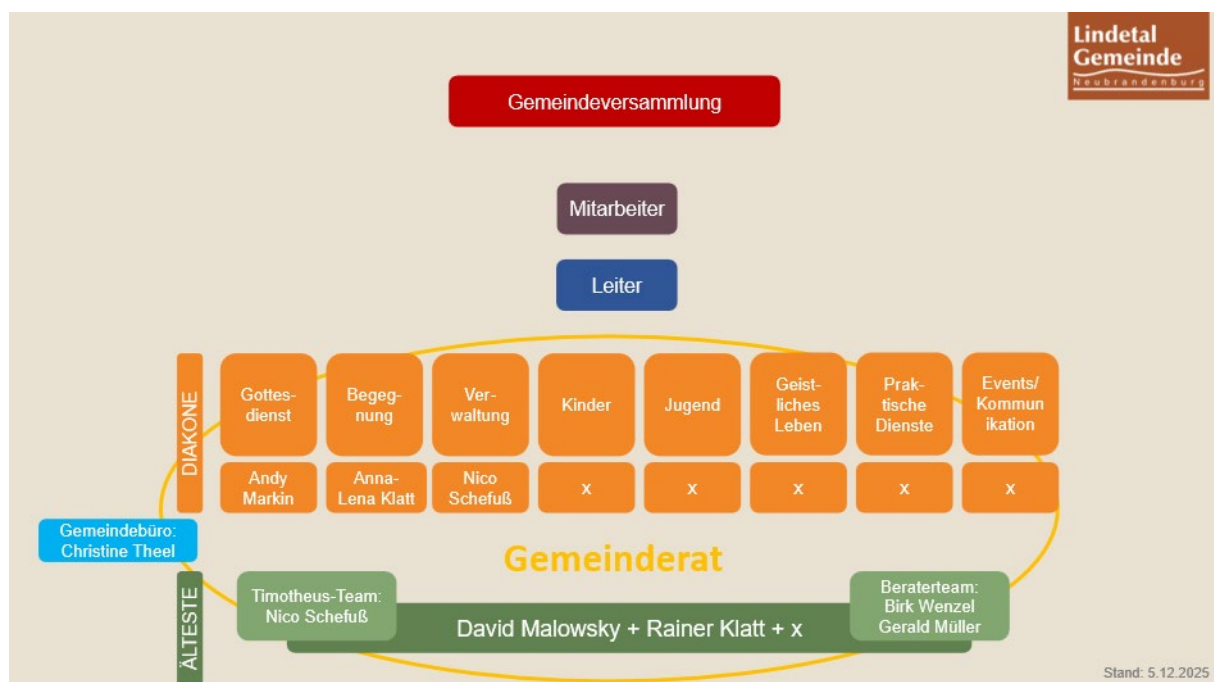 Lindetal
Gemeinde
Neubrandenburg
Gemeindeversammlung
Mitarbeiter
Leiter
DIAKONE
Gottes-
dienst
Begeg-
nung
Ver-
waltung
Kinder
Jugend
Geist-
liches
Leben
Prak-
tische
Dienste
Events/
Kommun
ikation
Andy
Markin
Anna-
Lena Klatt
Nico
Schefuß
x
x
x
x
x
Gemeindebüro:
Christine Theel
Gemeinderat
ÄLTESTE
Timotheus-Team:
Nico Schefuß
David Malowsky + Rainer Klatt + x
Beraterteam:
Birk Wenzel
Gerald Müller
Stand: 5.12.2025